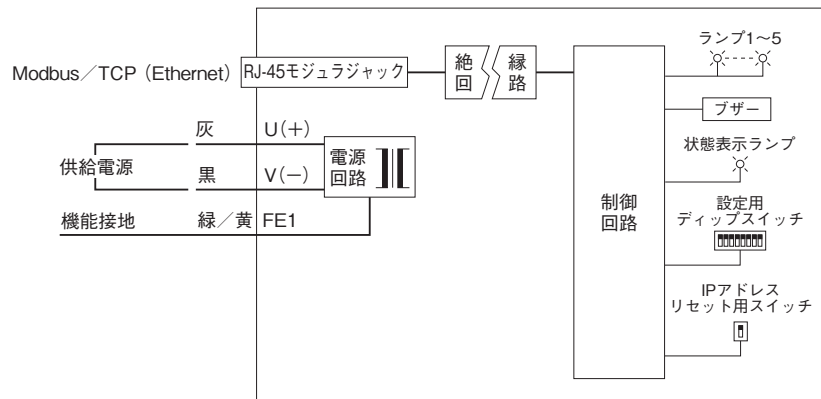 Modbus／TCP（Ethernet）
RJ-45モジュラジャック
絶縁
回路
ランプ1～5
ブザー
状態表示ランプ
設定用
ディップスイッチ
IPアドレス
リセット用スイッチ
制御
回路
供給電源
灰
U（+）
黒
V（－）
電源
回路
機能接地
緑／黄
FE1